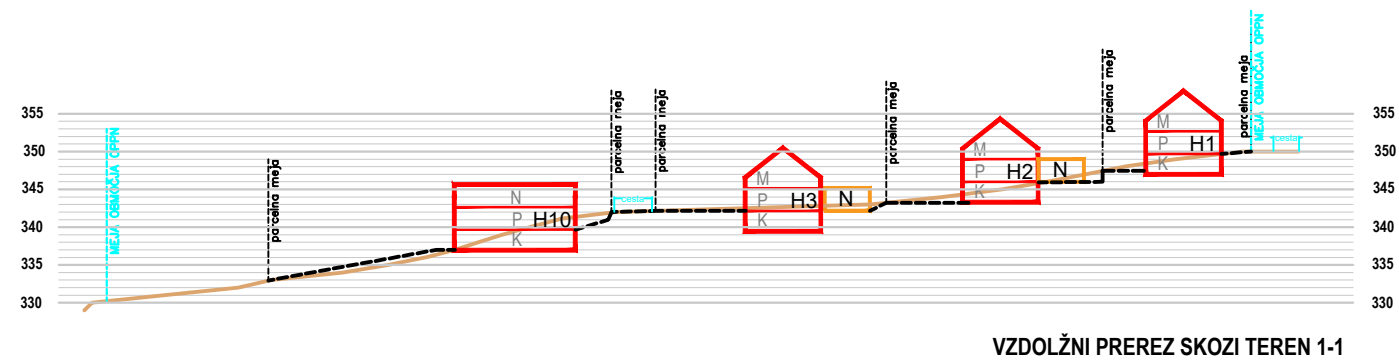 MEJA OBMOČJA OPPN
parcelna meja
parcelna meja
parcelna meja
parcelna meja
parcelna meja
parcelna meja
MEJA OBMOČJA OPPN
355
350
345
340
335
330
N
P
K
H10
cesta
M
P
K
H3
N
M
P
K
H2
N
M
P
K
H1
cesta
355
350
345
340
335
330
VZDOLŽNI PREREZ SKOZI TEREN 1-1